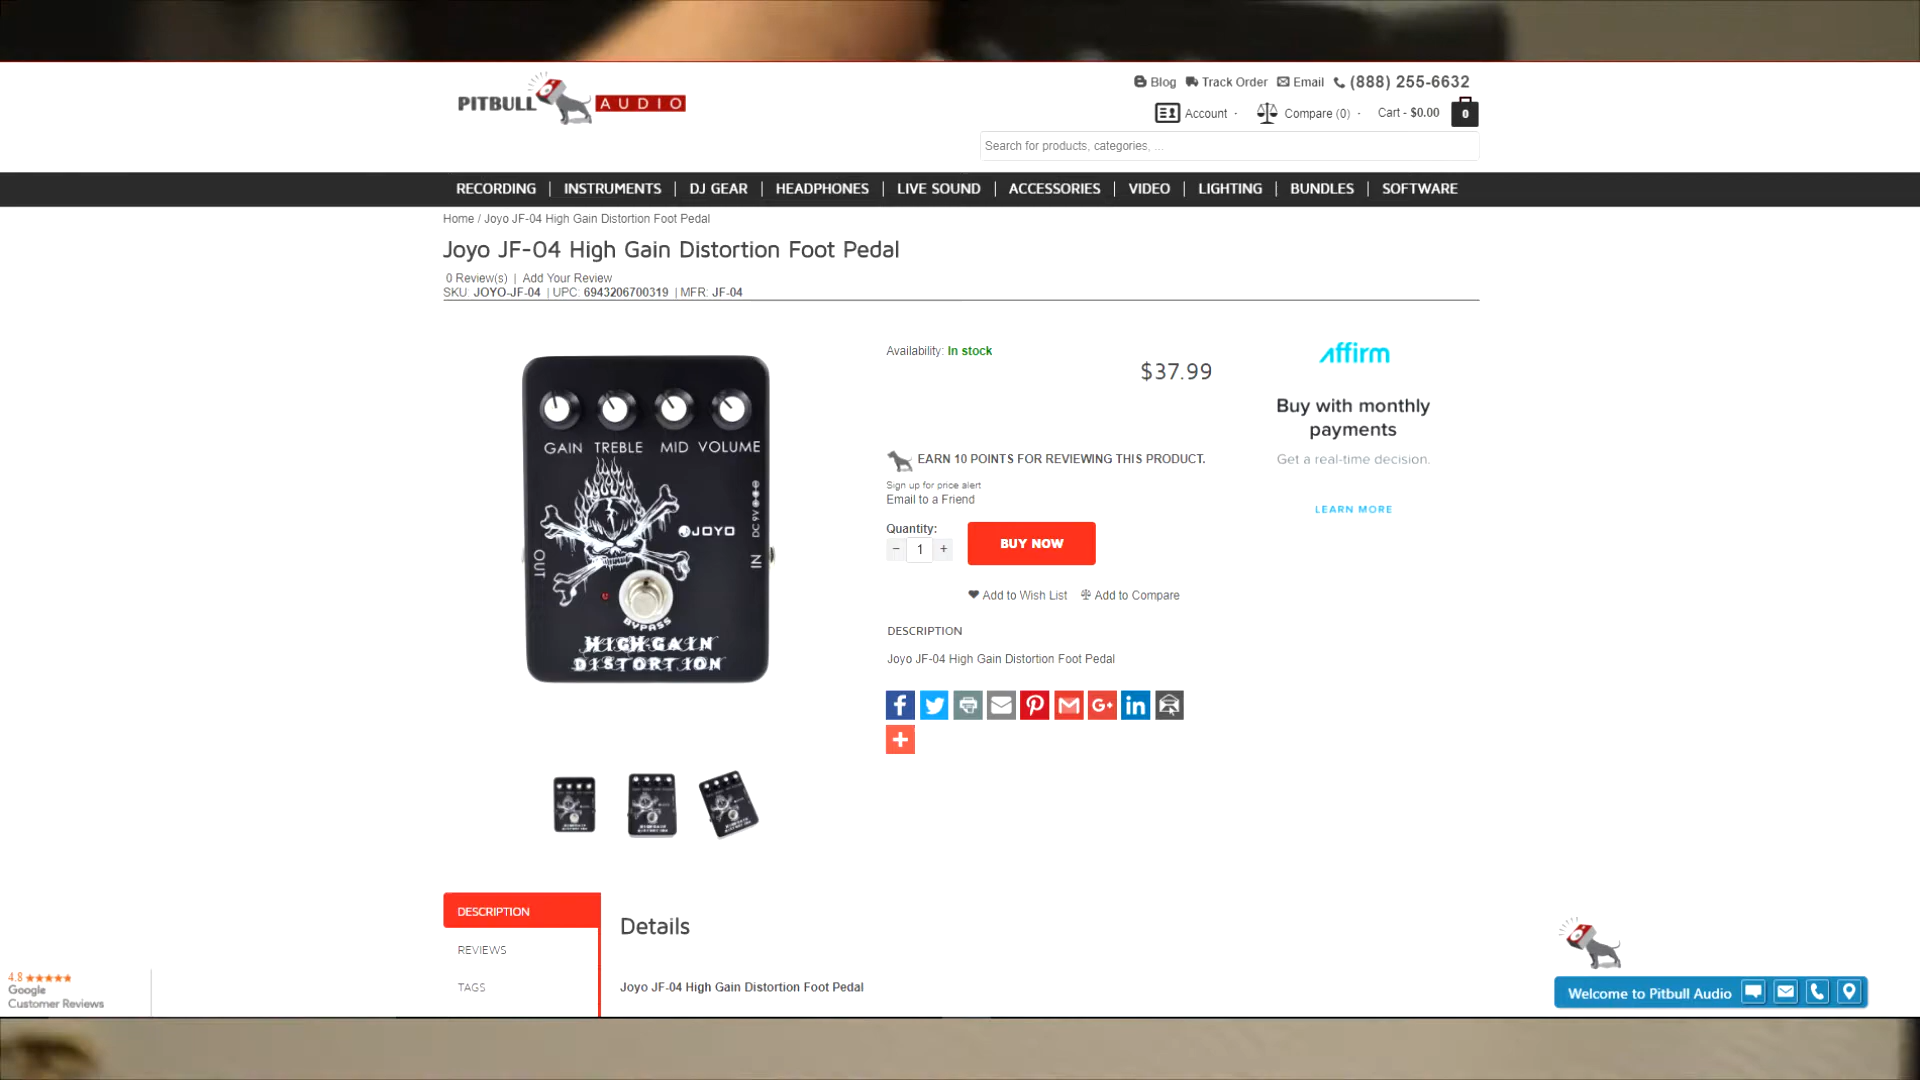 PITBULL AUDIO
Blog Track Order Email (888) 255-6632
Account Compare (0) Cart - $0.00 0
Search for products, categories, ...
RECORDING | INSTRUMENTS | DJ GEAR | HEADPHONES | LIVE SOUND | ACCESSORIES | VIDEO | LIGHTING | BUNDLES | SOFTWARE
Home / Joyo JF-04 High Gain Distortion Foot Pedal
Joyo JF-04 High Gain Distortion Foot Pedal
0 Review(s) | Add Your Review
SKU: JOYO-JF-04 | UPC: 6943206700319 | MFR: JF-04
GAIN TREBLE MID VOLUME
JOYO
DC 9V
OUT
IN
BYPASS
HIGH GAIN
DISTORTION
Availability: In stock
$37.99
EARN 10 POINTS FOR REVIEWING THIS PRODUCT.
Sign up for price alert
Email to a Friend
Quantity:
− 1 +
BUY NOW
Add to Wish List Add to Compare
DESCRIPTION
Joyo JF-04 High Gain Distortion Foot Pedal
affirm
Buy with monthly
payments
Get a real-time decision.
LEARN MORE
DESCRIPTION
REVIEWS
TAGS
Details
Joyo JF-04 High Gain Distortion Foot Pedal
4.8
Google
Customer Reviews
Welcome to Pitbull Audio